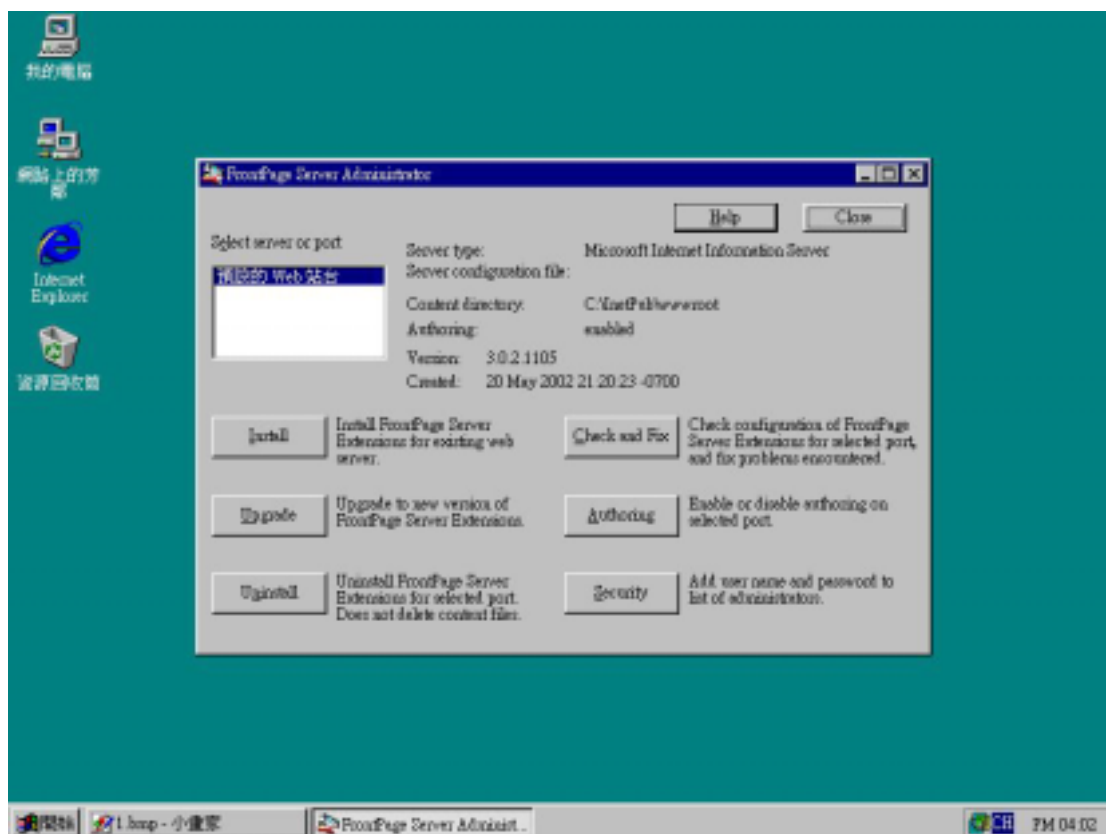 我的電腦
網路上的芳
鄰
Internet
Explorer
資源回收筒
FrontPage Server Administrator
Help
Close
Select server or port
預設的 Web 站台
Server type:
Microsoft Internet Information Server
Server configuration file:
Content directory:
C:\InetPub\wwwroot
Authoring:
enabled
Version:
3.0.2.1105
Created:
20 May 2002 21:20:23 -0700
Install
Install FrontPage Server
Extensions for existing web
server.
Check and Fix
Check configuration of FrontPage
Server Extensions for selected port,
and fix problems encountered.
Upgrade
Upgrade to new version of
FrontPage Server Extensions.
Authoring
Enable or disable authoring on
selected port.
Uninstall
Uninstall FrontPage Server
Extensions for selected port.
Does not delete content files.
Security
Add user name and password to
list of administrators.
開始
1.bmp - 小畫家
FrontPage Server Administ...
CH
PM 04:02